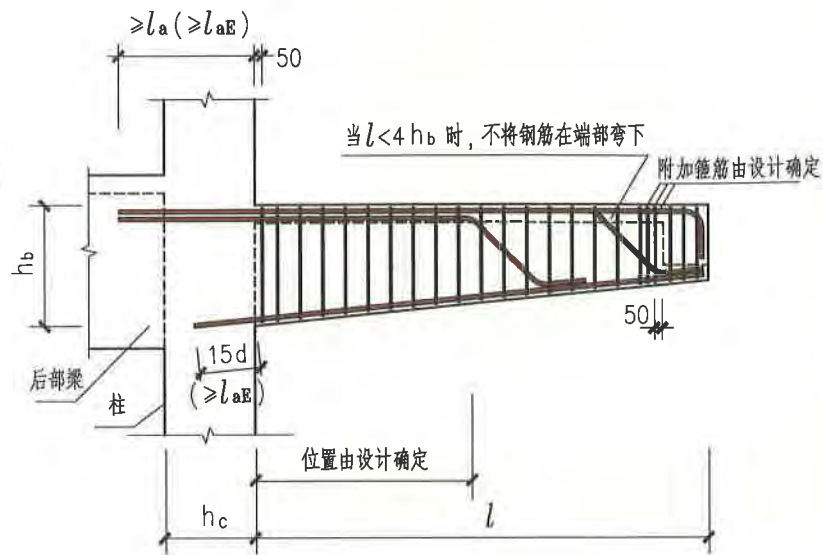 ≥la(≥laE)
50
当l<4hb时,不将钢筋在端部弯下
附加箍筋由设计确定
hb
50
15d
(≥laE)
后部梁
柱
位置由设计确定
hc
l